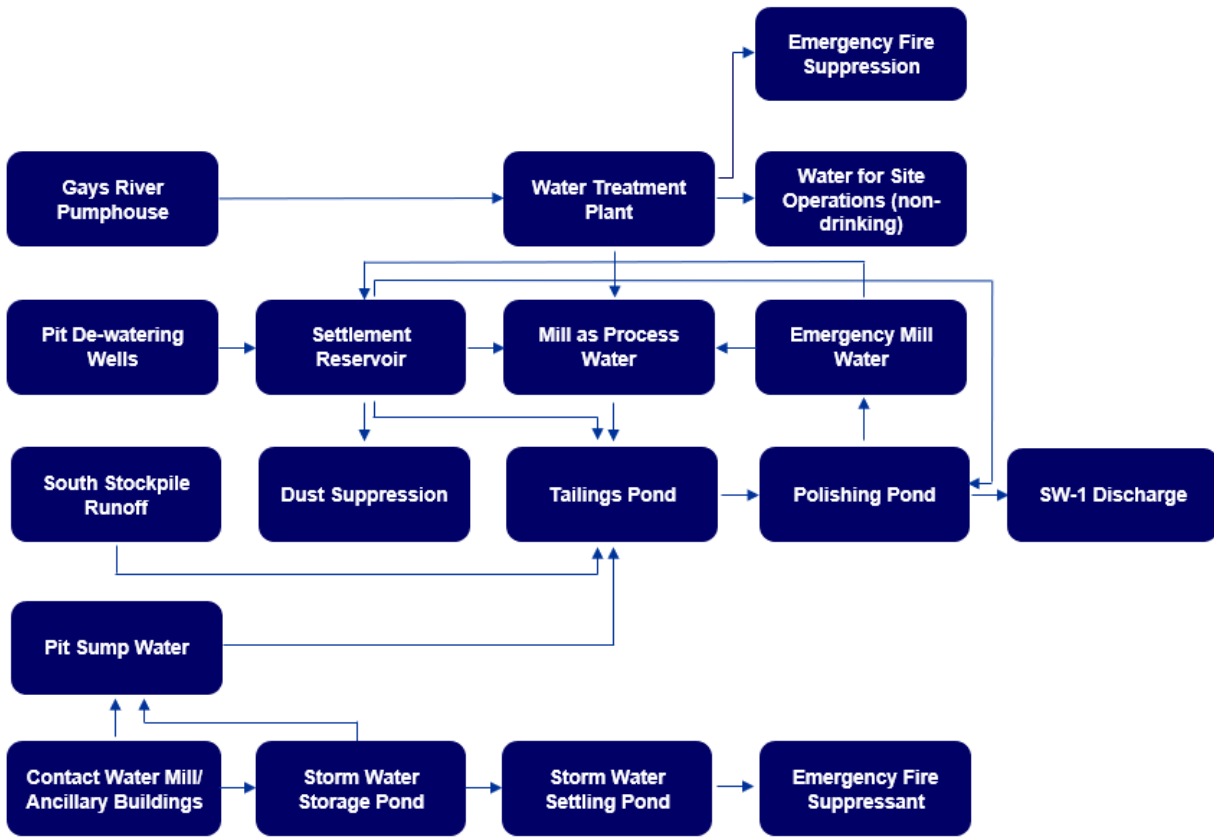 Emergency Fire
Suppression
Gays River
Pumphouse
Water Treatment
Plant
Water for Site
Operations (non-
drinking)
Pit De-watering
Wells
Settlement
Reservoir
Mill as Process
Water
Emergency Mill
Water
South Stockpile
Runoff
Dust Suppression
Tailings Pond
Polishing Pond
SW-1 Discharge
Pit Sump Water
Contact Water Mill/
Ancillary Buildings
Storm Water
Storage Pond
Storm Water
Settling Pond
Emergency Fire
Suppressant